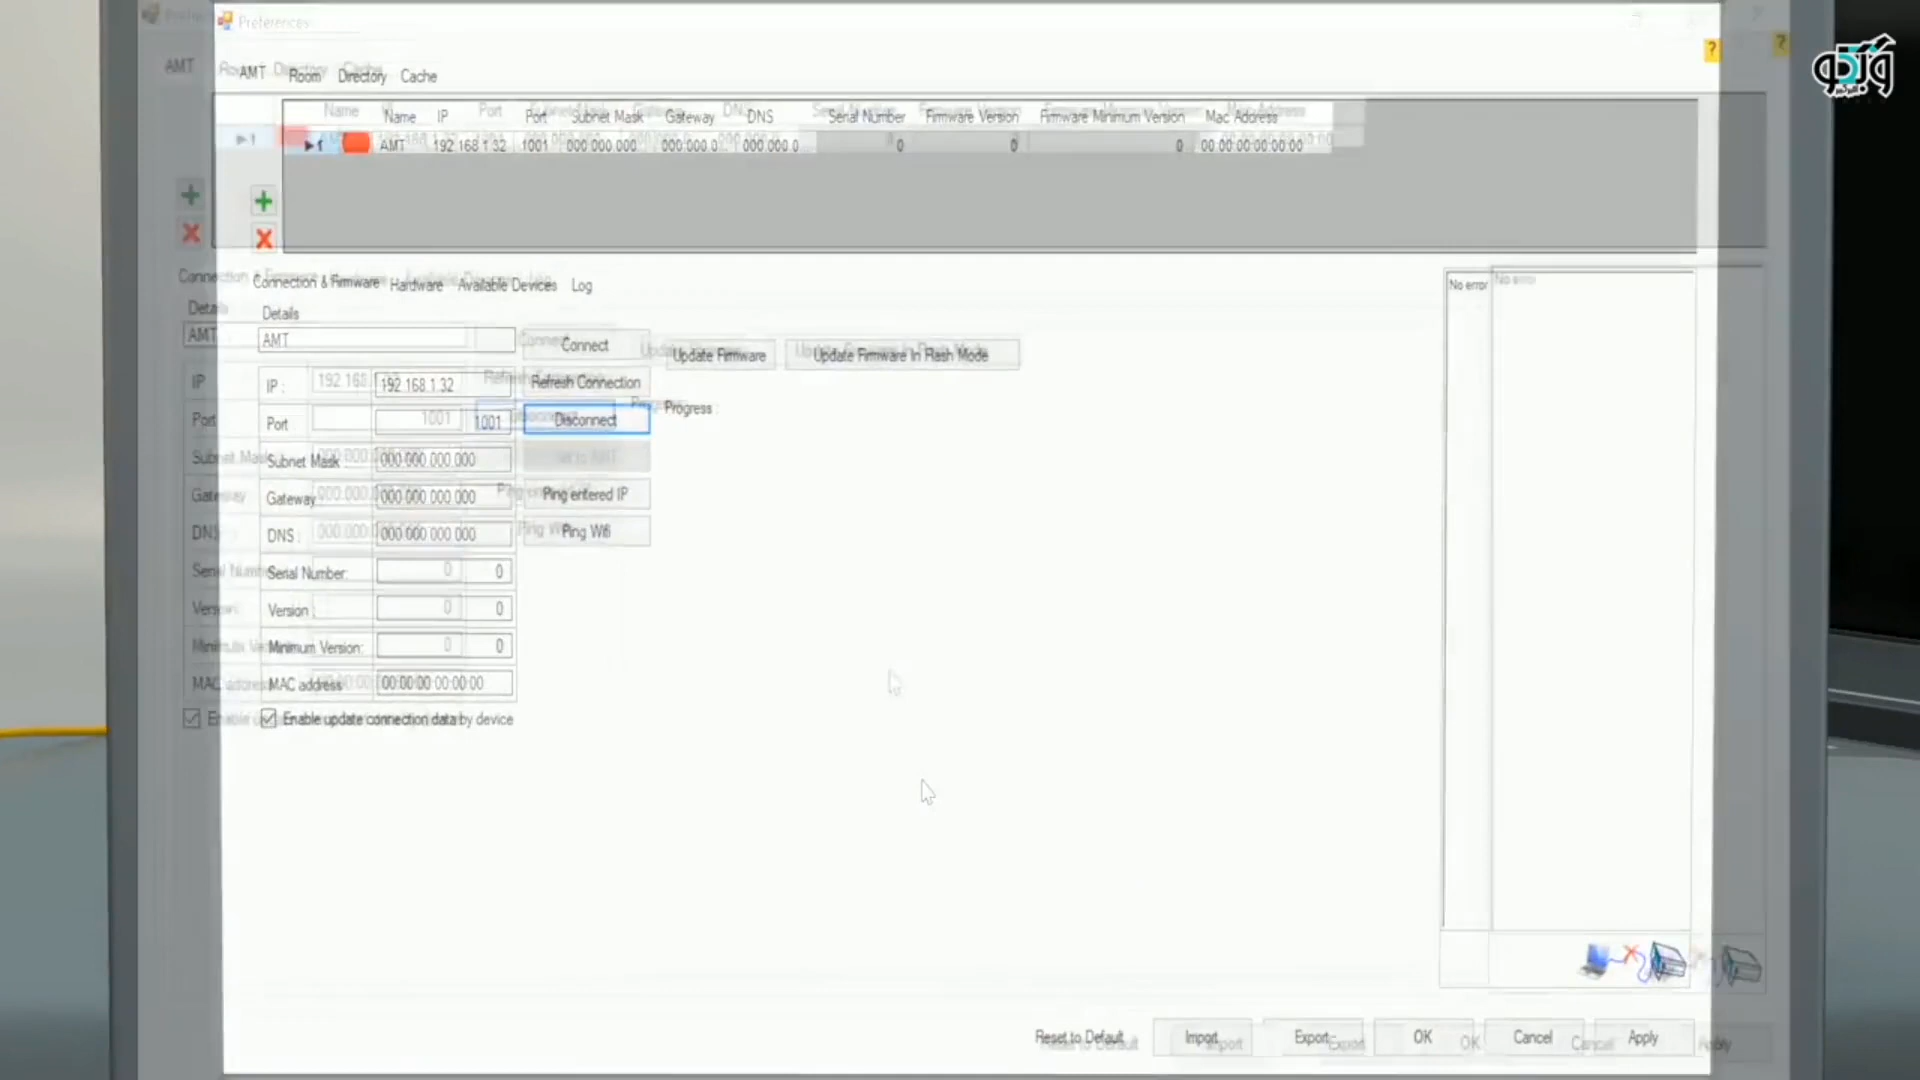 Preferences
AMT Room Directory Cache
Name IP Port Subnet Mask Gateway DNS Serial Number Firmware Version Firmware Minimum Version Mac Address
1 AMT 192.168.1.32 1001 000.000.000 000.000.0 000.000.0 0 0 0 00:00:00:00:00:00
Connection & Firmware Hardware Available Devices Log
Details
AMT
Connect
Update Firmware
Update Firmware In Flash Mode
IP : 192.168.1.32
Refresh Connection
Port 1001
Disconnect
Progress :
Subnet Mask : 000.000.000.000
Gateway 000.000.000.000
Ping entered IP
DNS : 000.000.000.000
Ping Wifi
Serial Number: 0
Version : 0
Minimum Version: 0
MAC address 00:00:00:00:00:00
Enable update connection data by device
No error
Reset to Default Import Export OK Cancel Apply